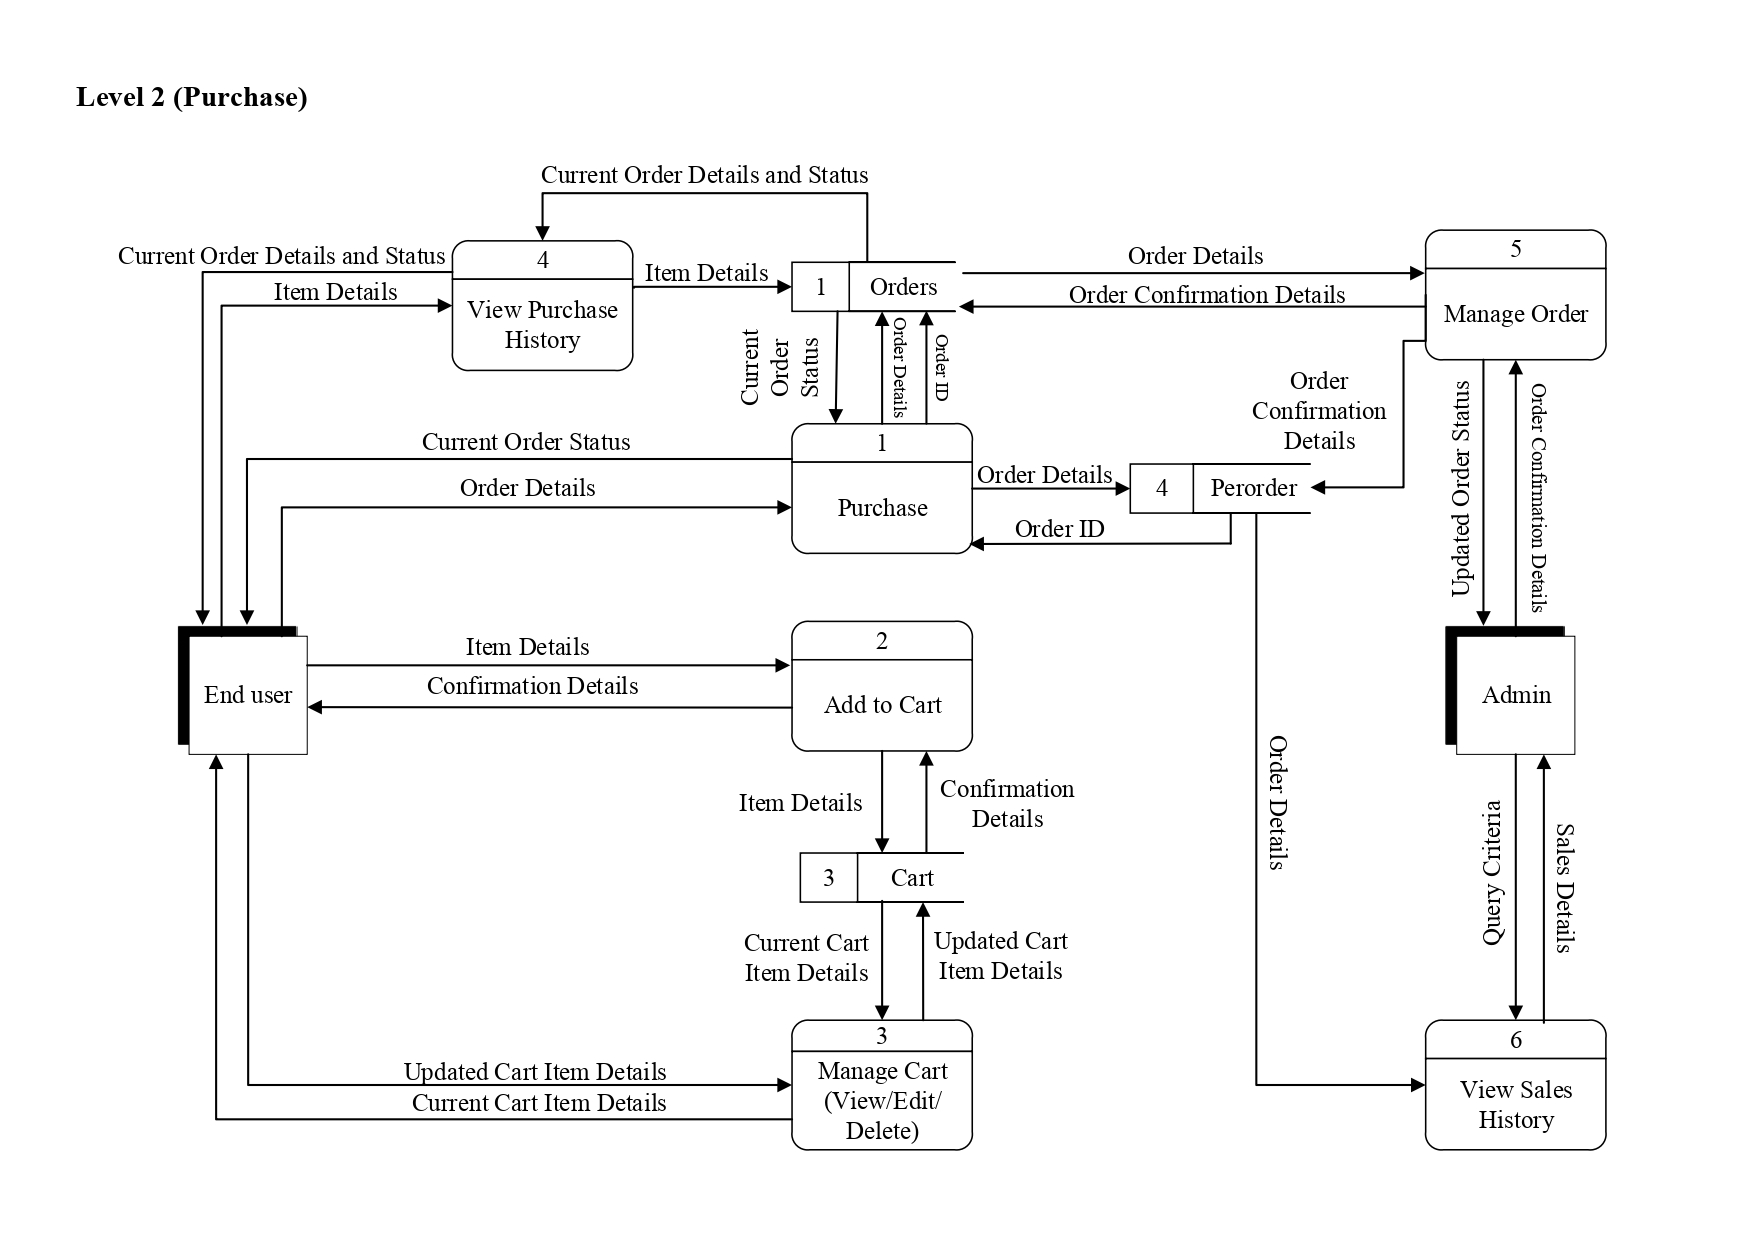 Level 2 (Purchase)
Current Order Details and Status
Current Order Details and Status
Item Details
4
View Purchase
History
Item Details
1
Orders
Order Details
Order Confirmation Details
5
Manage Order
Current
Order
Status
Order Details
Order ID
Order
Confirmation
Details
Updated Order Status
Order Confirmation Details
Current Order Status
Order Details
1
Purchase
Order Details
4
Perorder
Order ID
End user
Item Details
Confirmation Details
2
Add to Cart
Admin
Item Details
Confirmation
Details
Order Details
Query Criteria
Sales Details
3
Cart
Current Cart
Item Details
Updated Cart
Item Details
Updated Cart Item Details
Current Cart Item Details
3
Manage Cart
(View/Edit/
Delete)
6
View Sales
History